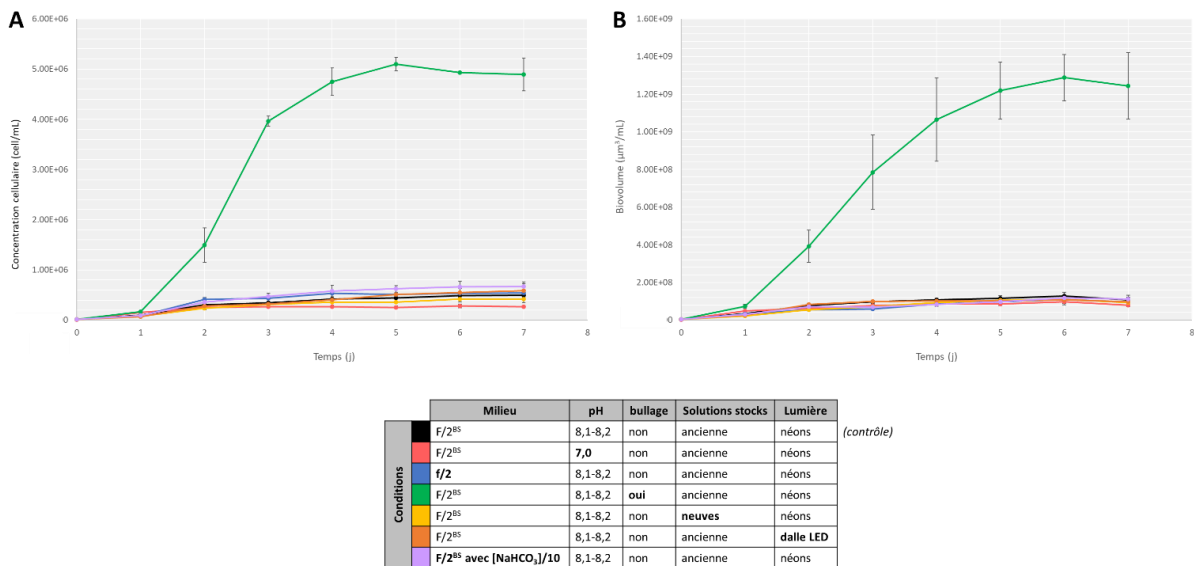 A
6.00E+06
5.00E+06
4.00E+06
3.00E+06
2.00E+06
1.00E+06
0
Concentration cellulaire (cell/mL)
0 1 2 3 4 5 6 7 8
Temps (j)
B
1.60E+09
1.40E+09
1.20E+09
1.00E+09
8.00E+08
6.00E+08
4.00E+08
2.00E+08
0
Biovolume (µm³/mL)
0 1 2 3 4 5 6 7 8
Temps (j)
Milieu pH bullage Solutions stocks Lumière
Conditions
F/2ᴮˢ 8,1-8,2 non ancienne néons (contrôle)
F/2ᴮˢ 7,0 non ancienne néons
f/2 8,1-8,2 non ancienne néons
F/2ᴮˢ 8,1-8,2 oui ancienne néons
F/2ᴮˢ 8,1-8,2 non neuves néons
F/2ᴮˢ 8,1-8,2 non ancienne dalle LED
F/2ᴮˢ avec [NaHCO₃]/10 8,1-8,2 non ancienne néons